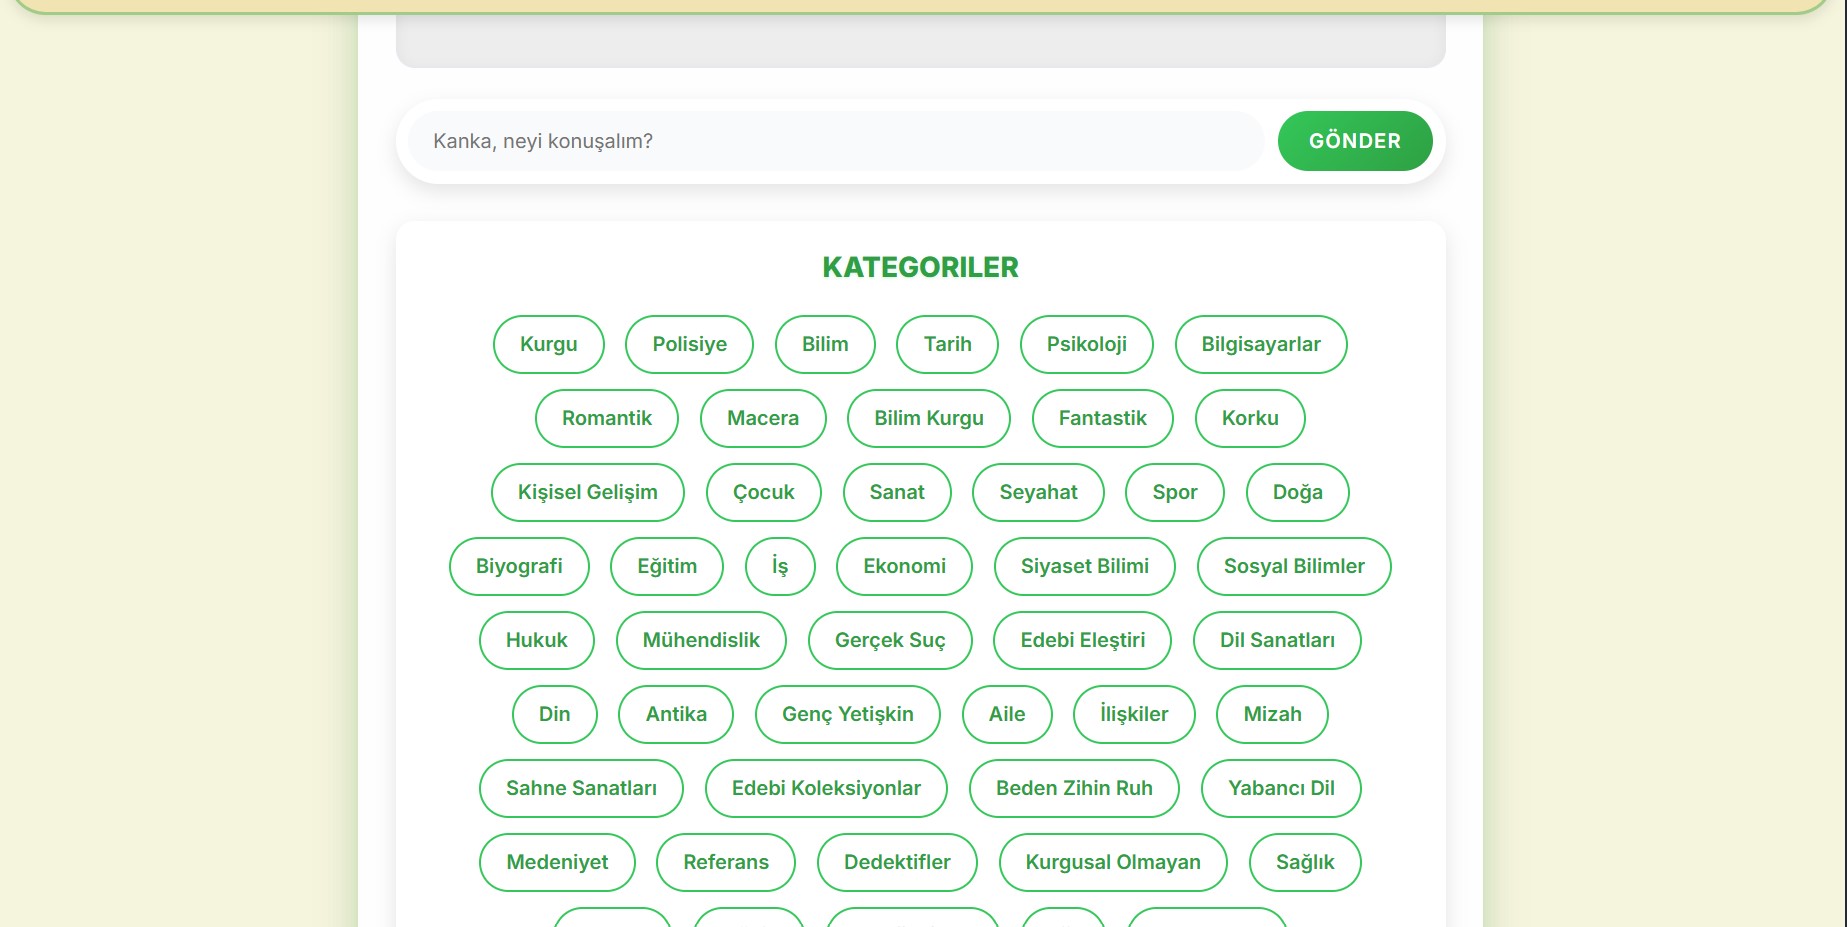 Kanka, neyi konuşalım?
GÖNDER
KATEGORILER
Kurgu Polisiye Bilim Tarih Psikoloji Bilgisayarlar
Romantik Macera Bilim Kurgu Fantastik Korku
Kişisel Gelişim Çocuk Sanat Seyahat Spor Doğa
Biyografi Eğitim İş Ekonomi Siyaset Bilimi Sosyal Bilimler
Hukuk Mühendislik Gerçek Suç Edebi Eleştiri Dil Sanatları
Din Antika Genç Yetişkin Aile İlişkiler Mizah
Sahne Sanatları Edebi Koleksiyonlar Beden Zihin Ruh Yabancı Dil
Medeniyet Referans Dedektifler Kurgusal Olmayan Sağlık